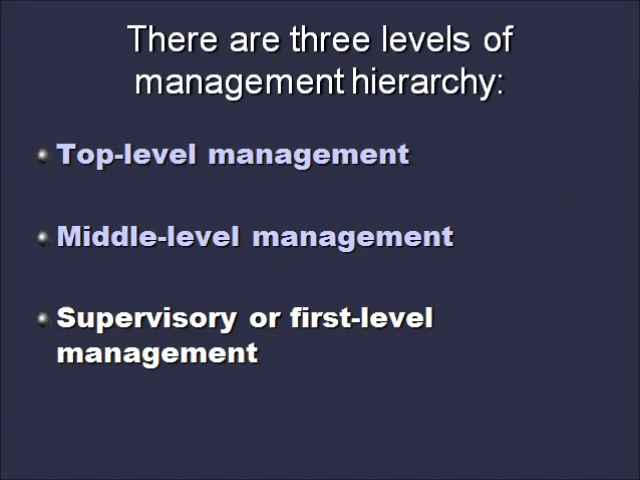 There are three levels of
management hierarchy:
Top-level management
Middle-level management
Supervisory or first-level
management